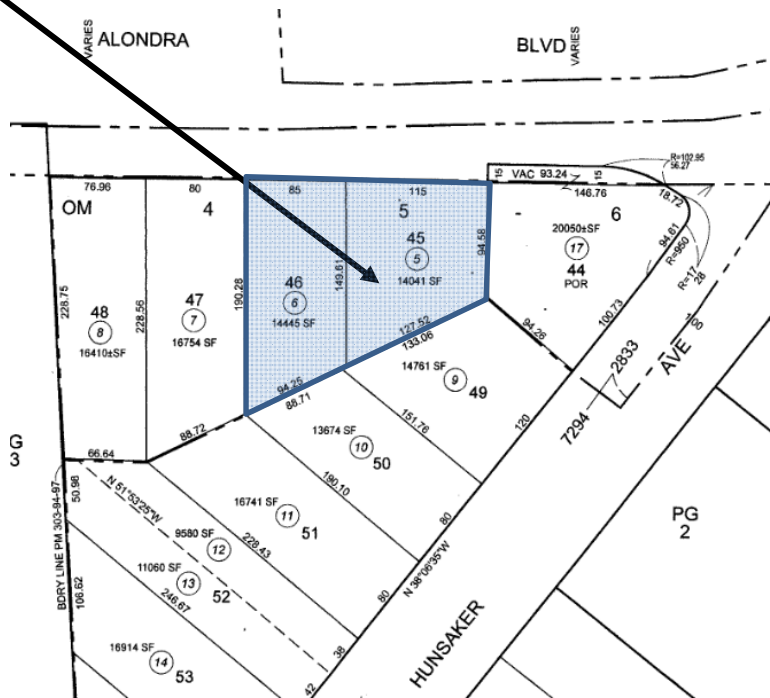 VARIES
ALONDRA
BLVD
VARIES
15
VAC 93.24
15
R=102.95
56.27
76.96
80
85
115
146.76
18.72
OM
4
5
6
20050±SF
17
44
POR
94.61
R=950
R=17
28
228.75
228.56
190.28
149.61
94.58
45
5
14041 SF
46
6
14445 SF
47
7
16754 SF
48
8
16410±SF
127.52
133.06
94.25
88.71
94.26
100.73
100
AVE
2833
7294
14761 SF
9
49
88.72
66.64
151.76
120
13674 SF
10
50
190.10
G
3
BDRY LINE PM 303-94-97
50.96
N 51°53'25"W
16741 SF
11
51
228.43
80
N 38°06'35"W
PG
2
9580 SF
12
11060 SF
13
52
246.67
106.62
80
HUNSAKER
16914 SF
14
53
38
42